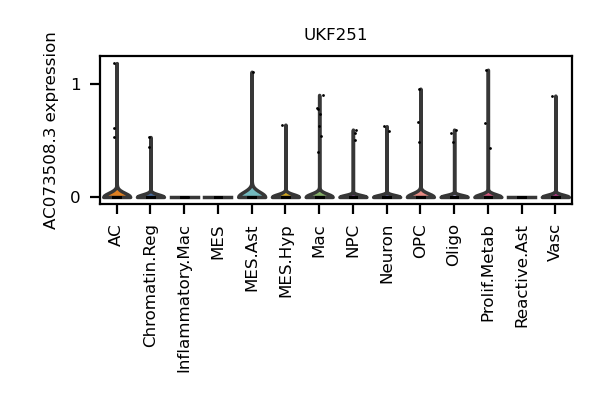 UKF251
AC073508.3 expression
1
0
AC
Chromatin.Reg
Inflammatory.Mac
MES
MES.Ast
MES.Hyp
Mac
NPC
Neuron
OPC
Oligo
Prolif.Metab
Reactive.Ast
Vasc